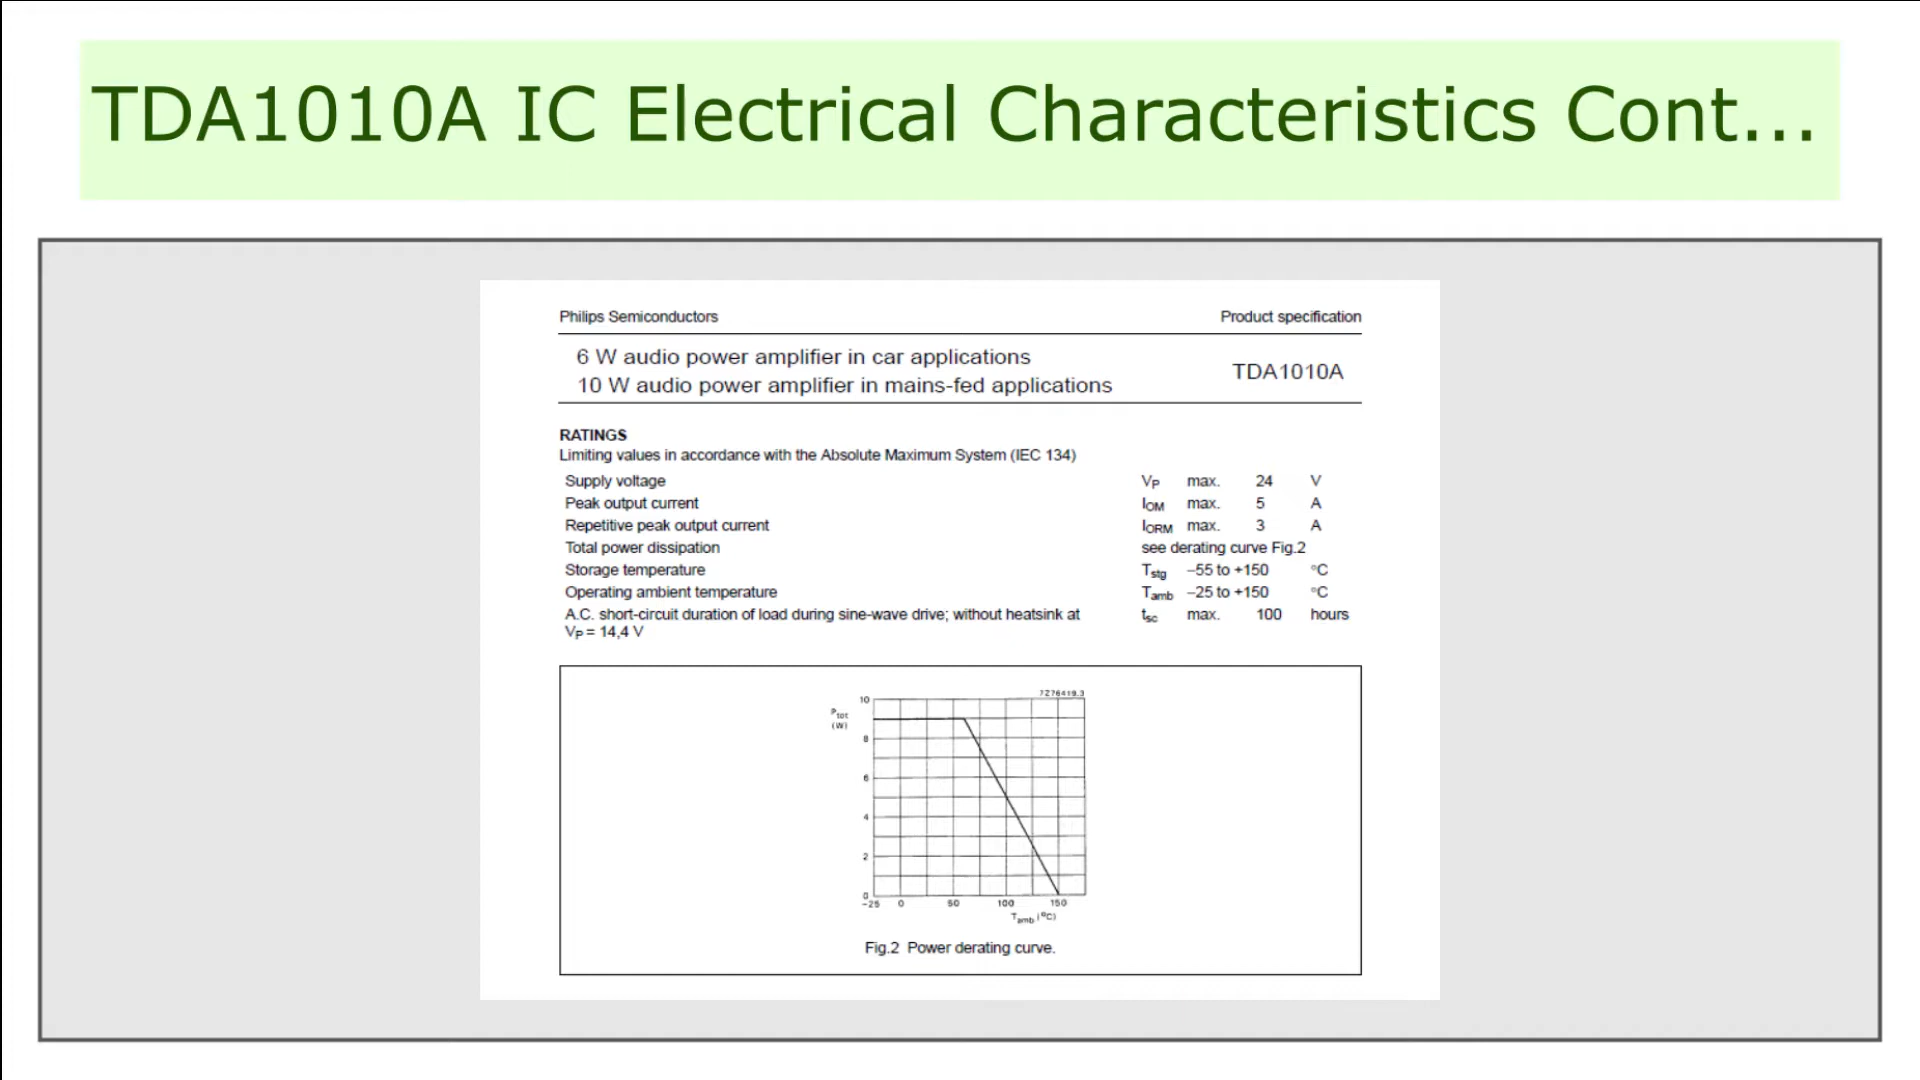 TDA1010A IC Electrical Characteristics Cont...
Philips Semiconductors Product specification
6 W audio power amplifier in car applications
10 W audio power amplifier in mains-fed applications
TDA1010A
RATINGS
Limiting values in accordance with the Absolute Maximum System (IEC 134)
Supply voltage VP max. 24 V
Peak output current IOM max. 5 A
Repetitive peak output current IORM max. 3 A
Total power dissipation see derating curve Fig.2
Storage temperature Tstg −55 to +150 °C
Operating ambient temperature Tamb −25 to +150 °C
A.C. short-circuit duration of load during sine-wave drive; without heatsink at tsc max. 100 hours
VP = 14,4 V
7276419.3
10
Ptot
(W)
8
6
4
2
0
−25 0 50 100 150
Tamb (°C)
Fig.2 Power derating curve.